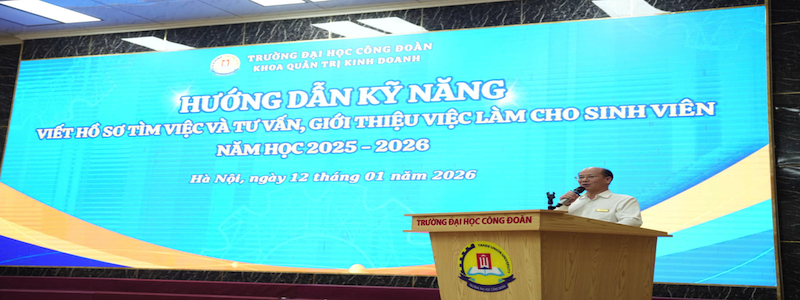 TRƯỜNG ĐẠI HỌC CÔNG ĐOÀN
KHOA QUẢN TRỊ KINH DOANH
HƯỚNG DẪN KỸ NĂNG
VIẾT HỒ SƠ TÌM VIỆC VÀ TƯ VẤN, GIỚI THIỆU VIỆC LÀM CHO SINH VIÊN
NĂM HỌC 2025 - 2026
Hà Nội, ngày 12 tháng 01 năm 2026
TRƯỜNG ĐẠI HỌC CÔNG ĐOÀN